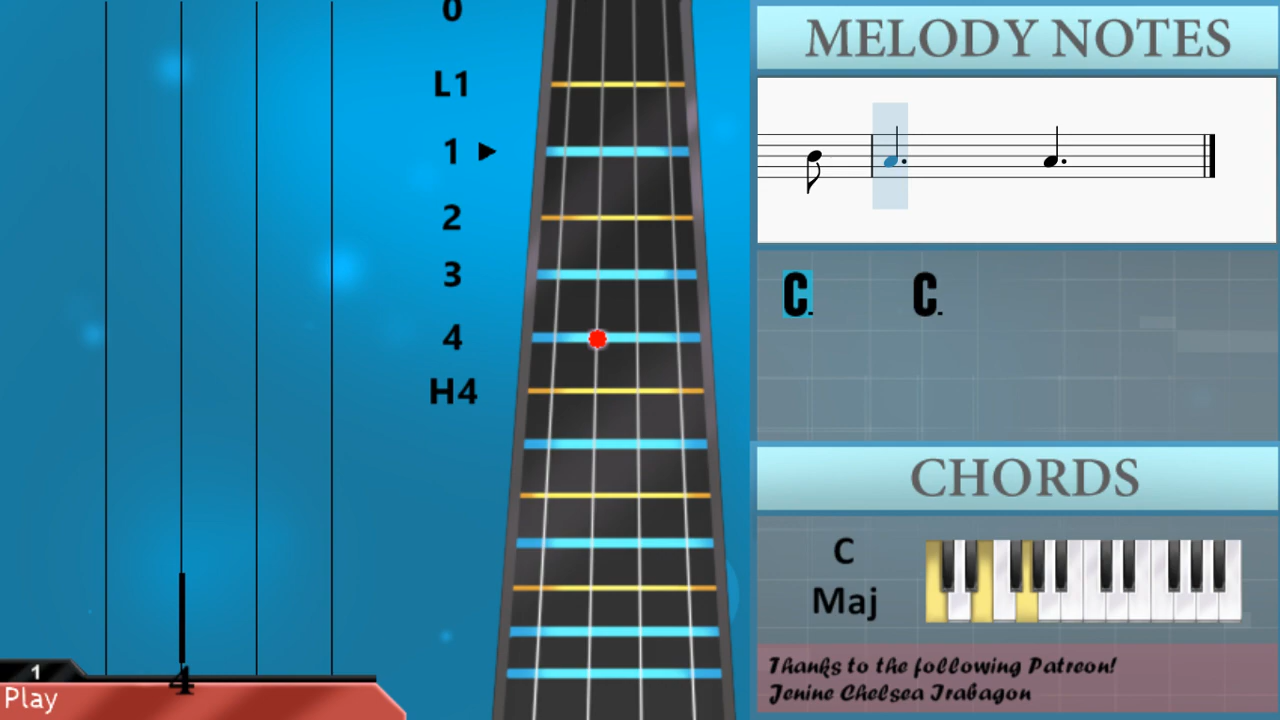 0
L1
1
2
3
4
H4
1
Play
4
MELODY NOTES
C. C.
CHORDS
C
Maj
Thanks to the following Patreon!
Jenine Chelsea Irabagon